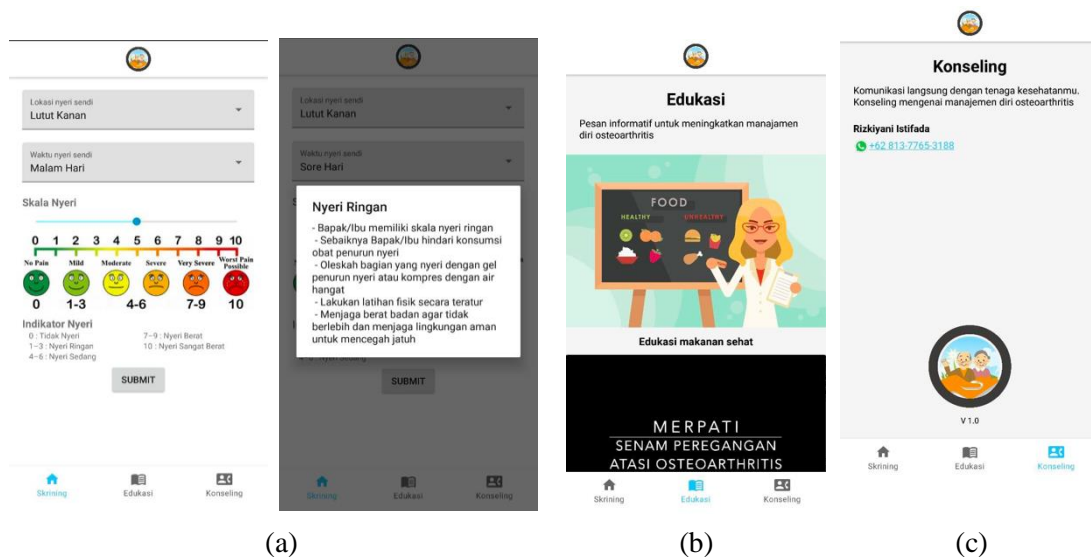 Lokasi nyeri sendi
Lutut Kanan
Waktu nyeri sendi
Malam Hari
Skala Nyeri
0 1 2 3 4 5 6 7 8 9 10
No Pain Mild Moderate Severe Very Severe Worst Pain
Possible
0 1-3 4-6 7-9 10
Indikator Nyeri
0 : Tidak Nyeri 7-9 : Nyeri Berat
1-3 : Nyeri Ringan 10 : Nyeri Sangat Berat
4-6 : Nyeri Sedang
SUBMIT
Skrining Edukasi Konseling
Lokasi nyeri sendi
Lutut Kanan
Waktu nyeri sendi
Sore Hari
Nyeri Ringan
- Bapak/Ibu memiliki skala nyeri ringan
- Sebaiknya Bapak/Ibu hindari konsumsi
obat penurun nyeri
- Oleskah bagian yang nyeri dengan gel
penurun nyeri atau kompres dengan air
hangat
- Lakukan latihan fisik secara teratur
- Menjaga berat badan agar tidak
berlebih dan menjaga lingkungan aman
untuk mencegah jatuh
4-6 : Nyeri Sedang
SUBMIT
Skrining Edukasi Konseling
(a)
Edukasi
Pesan informatif untuk meningkatkan manajamen
diri osteoarthritis
FOOD
HEALTHY UNHEALTHY
Edukasi makanan sehat
MERPATI
SENAM PEREGANGAN
ATASI OSTEOARTHRITIS
Skrining Edukasi Konseling
(b)
Konseling
Komunikasi langsung dengan tenaga kesehatanmu.
Konseling mengenai manajemen diri osteoarthritis
Rizkiyani Istifada
+62 813-7765-3188
V 1.0
Skrining Edukasi Konseling
(c)